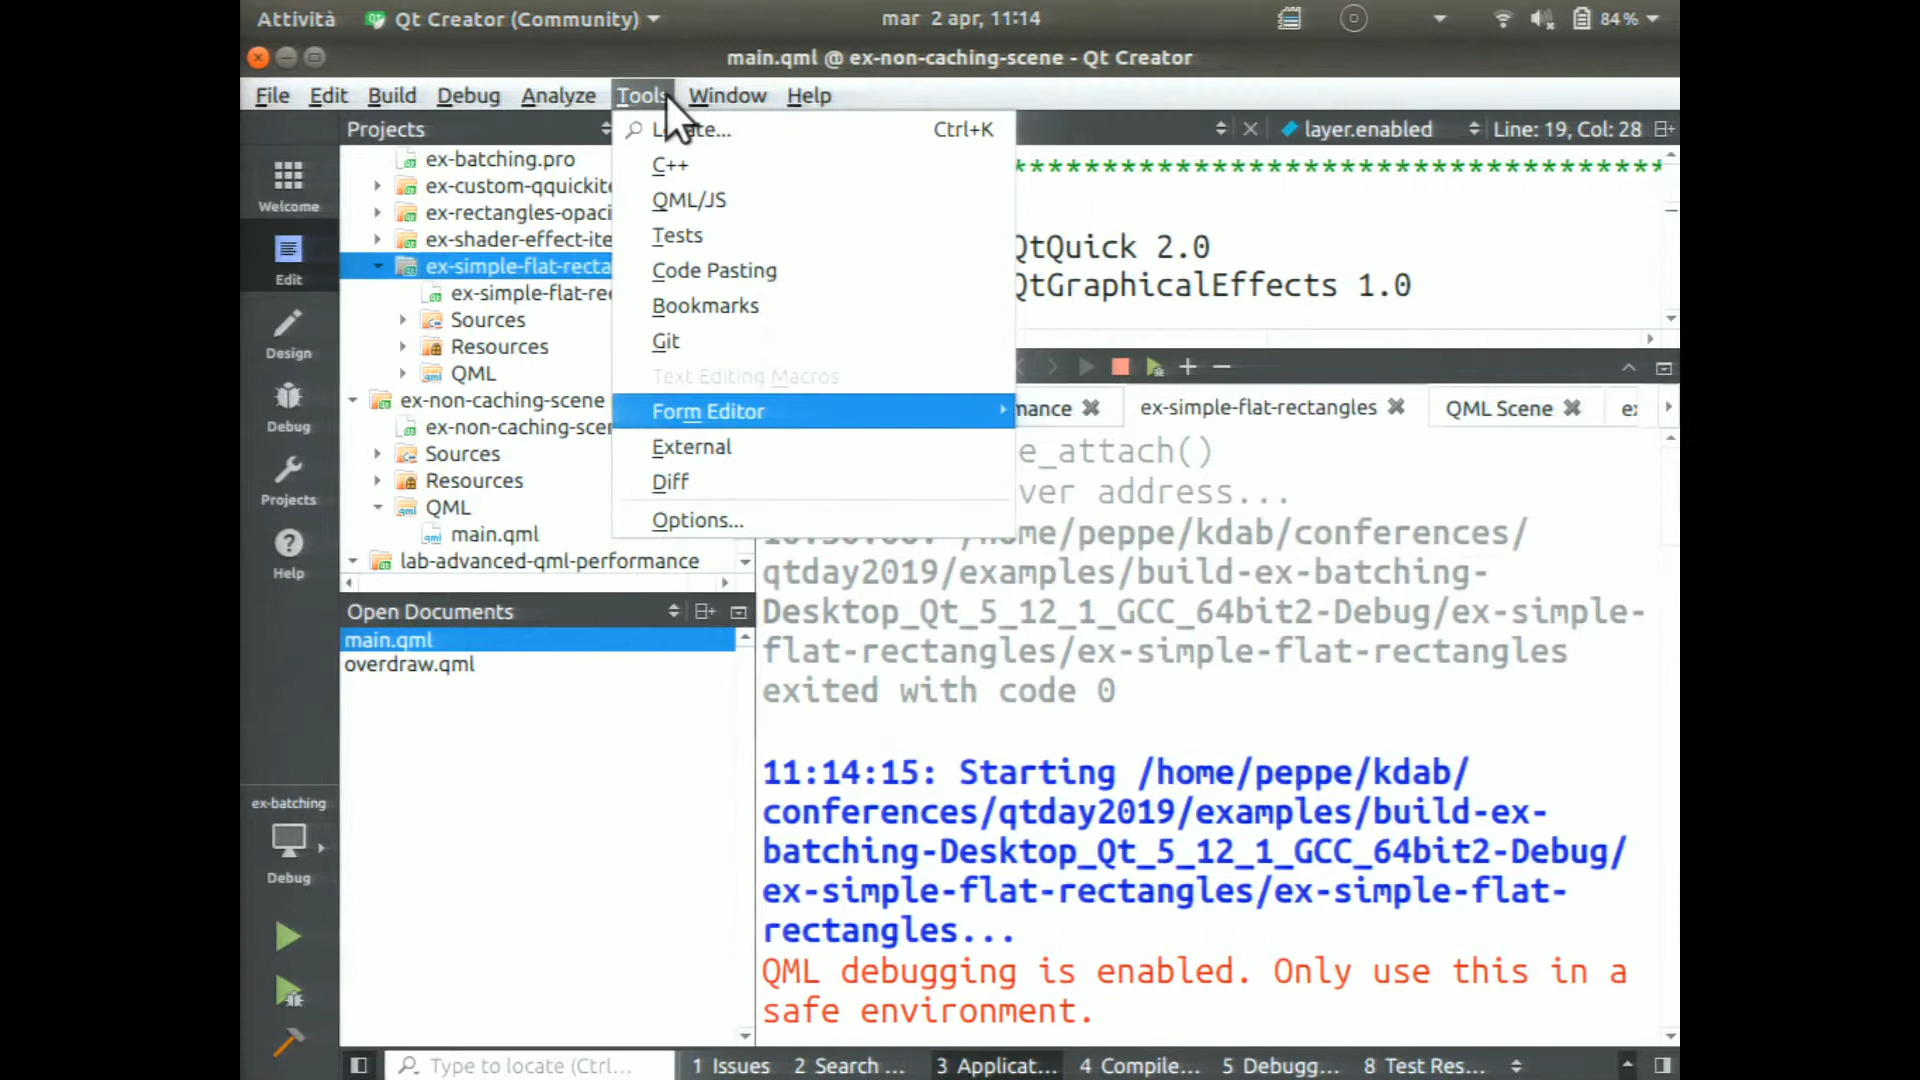 Attività
Qt Creator (Community)
mar 2 apr, 11:14
84 %
main.qml @ ex-non-caching-scene - Qt Creator
File Edit Build Debug Analyze Tools Window Help
Projects
ex-batching.pro
ex-custom-qquickite
ex-rectangles-opaci
ex-shader-effect-ite
ex-simple-flat-recta
ex-simple-flat-rec
Sources
Resources
QML
ex-non-caching-scene
ex-non-caching-scen
Sources
Resources
QML
main.qml
lab-advanced-qml-performance
Welcome
Edit
Design
Debug
Projects
Help
ex-batching
Debug
Open Documents
main.qml
overdraw.qml
Ctrl+K
C++
QML/JS
Tests
Code Pasting
Bookmarks
Git
Text Editing Macros
Form Editor
External
Diff
Options...
layer.enabled
Line: 19, Col: 28
*********************************
QtQuick 2.0
QtGraphicalEffects 1.0
mance
ex-simple-flat-rectangles
QML Scene
e_attach()
ver address...
me/peppe/kdab/conferences/
qtday2019/examples/build-ex-batching-
Desktop_Qt_5_12_1_GCC_64bit2-Debug/ex-simple-
flat-rectangles/ex-simple-flat-rectangles
exited with code 0
11:14:15: Starting /home/peppe/kdab/
conferences/qtday2019/examples/build-ex-
batching-Desktop_Qt_5_12_1_GCC_64bit2-Debug/
ex-simple-flat-rectangles/ex-simple-flat-
rectangles...
QML debugging is enabled. Only use this in a
safe environment.
Type to locate (Ctrl...
1 Issues
2 Search ...
3 Applicat...
4 Compile...
5 Debugg...
8 Test Res...